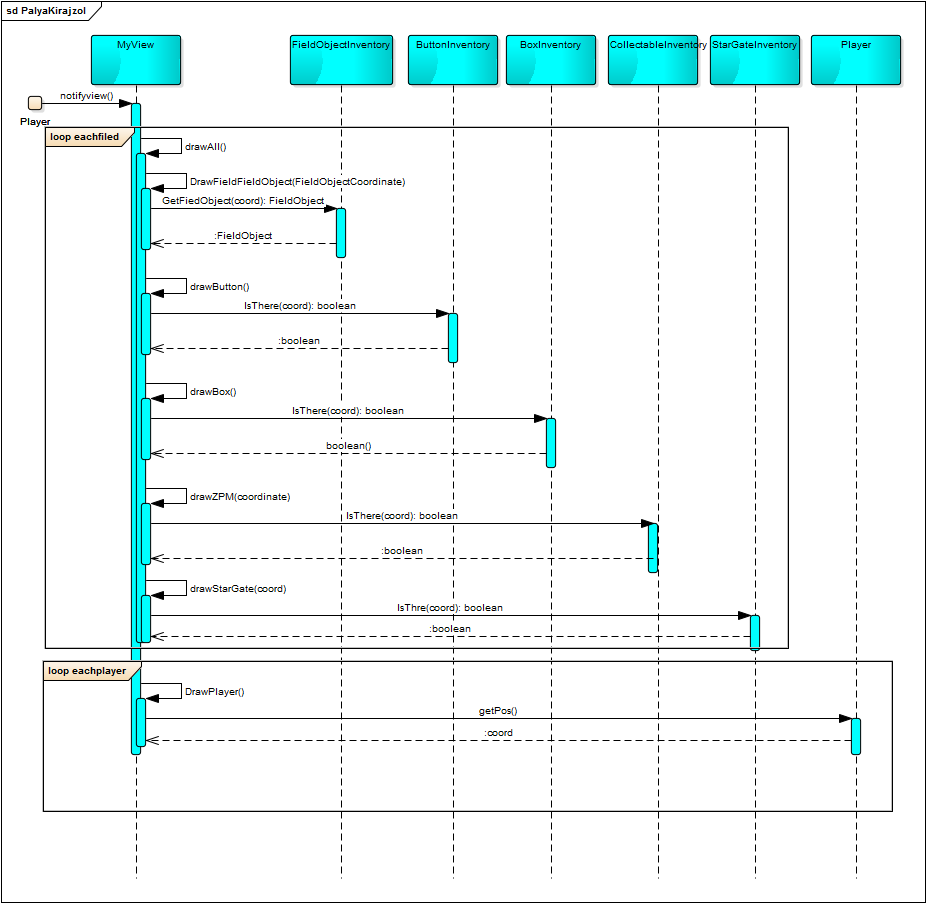 sd PalyaKirajzol
MyView
FieldObjectInventory
ButtonInventory
BoxInventory
CollectableInventory
StarGateInventory
Player
notifyview()
Player
loop eachfiled
drawAll()
DrawFieldFieldObject(FieldObjectCoordinate)
GetFiedObject(coord): FieldObject
:FieldObject
drawButton()
IsThere(coord): boolean
:boolean
drawBox()
IsThere(coord): boolean
boolean()
drawZPM(coordinate)
IsThere(coord): boolean
:boolean
drawStarGate(coord)
IsThre(coord): boolean
:boolean
loop eachplayer
DrawPlayer()
getPos()
:coord